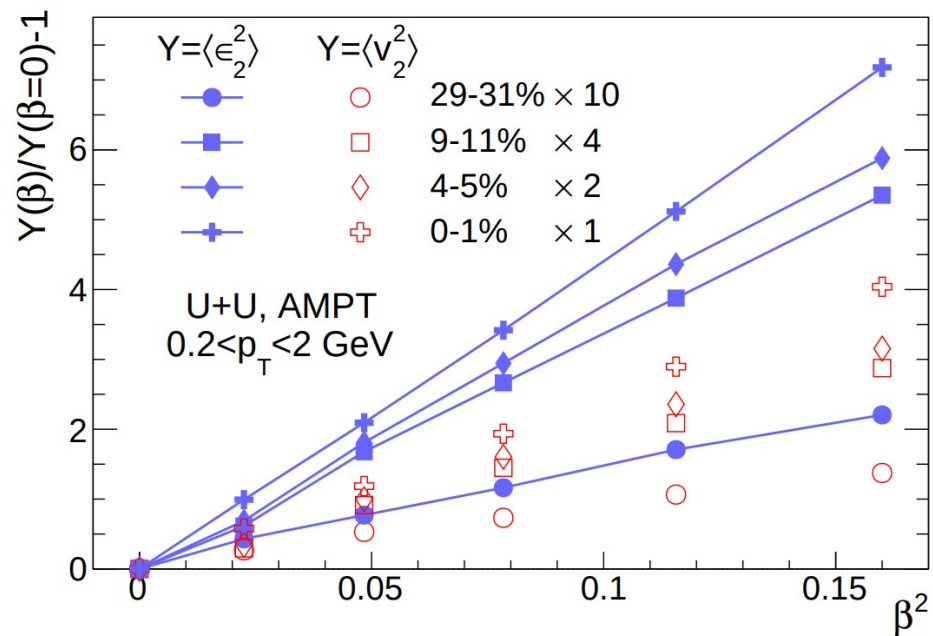 Y(β)/Y(β=0)-1
Y=⟨ϵ₂²⟩ Y=⟨v₂²⟩
29-31% × 10
9-11% × 4
4-5% × 2
0-1% × 1
U+U, AMPT
0.2<p_T<2 GeV
6
4
2
0
0 0.05 0.1 0.15
β²